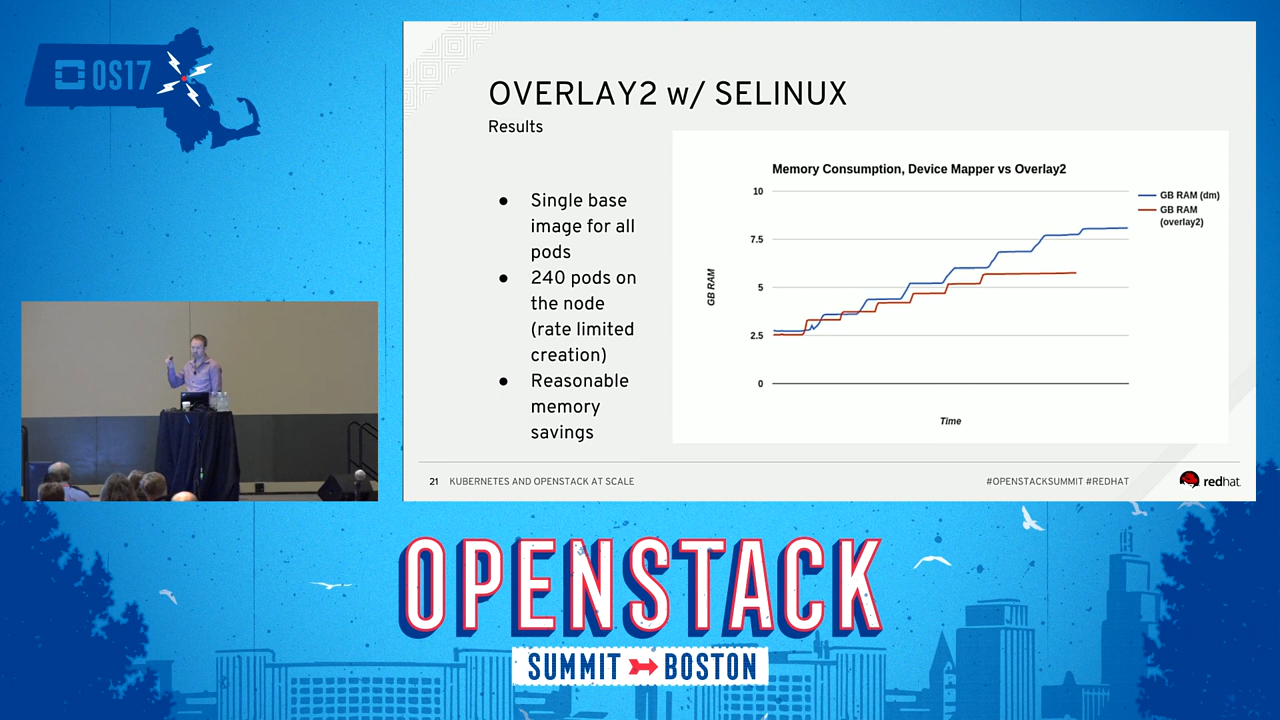 OS17
OVERLAY2 w/ SELINUX
Results
● Single base
image for all
pods
● 240 pods on
the node
(rate limited
creation)
● Reasonable
memory
savings
Memory Consumption, Device Mapper vs Overlay2
10
7.5
5
2.5
0
GB RAM
Time
GB RAM (dm)
GB RAM
(overlay2)
21 KUBERNETES AND OPENSTACK AT SCALE
#OPENSTACKSUMMIT #REDHAT
redhat
OPENSTACK
SUMMIT BOSTON